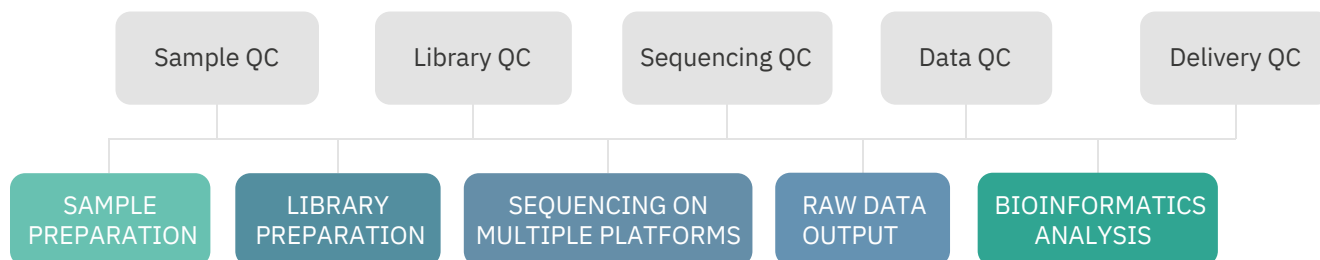 Sample QC
Library QC
Sequencing QC
Data QC
Delivery QC
SAMPLE
PREPARATION
LIBRARY
PREPARATION
SEQUENCING ON
MULTIPLE PLATFORMS
RAW DATA
OUTPUT
BIOINFORMATICS
ANALYSIS